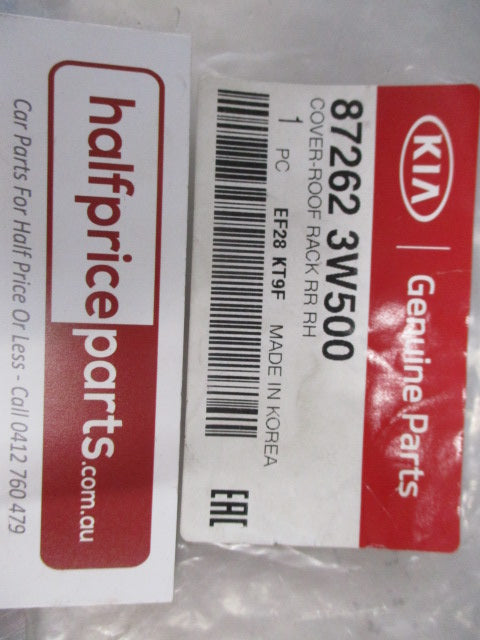 KIA | Genuine Parts
87262 3W500
COVER-ROOF RACK RR RH
1 PC EF28 KT9F MADE IN KOREA
EAC
halfpriceparts.com.au
Car Parts For Half Price Or Less - Call 0412 760 479